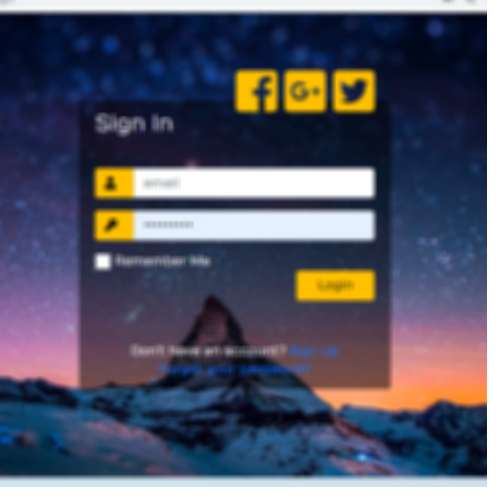 Sign In
email
Remember Me
Login
Don't have an account? Sign Up
Forgot your password?